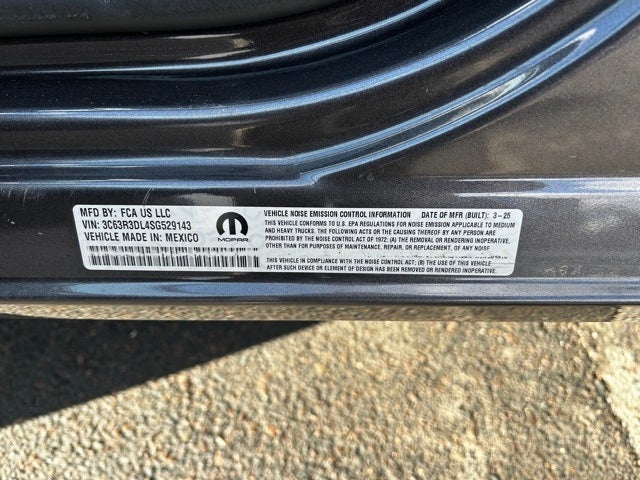 MFD BY: FCA US LLC
VIN: 3C63R3DL4SG529143
VEHICLE MADE IN: MEXICO
MOPAR
VEHICLE NOISE EMISSION CONTROL INFORMATION DATE OF MFR (BUILT): 3-25
THIS VEHICLE CONFORMS TO U.S. EPA REGULATIONS FOR NOISE EMISSION APPLICABLE TO MEDIUM
AND HEAVY TRUCKS. THE FOLLOWING ACTS OR THE CAUSING THEREOF BY ANY PERSON
ARE PROHIBITED BY THE NOISE CONTROL ACT OF 1972: (A) THE REMOVAL OR RENDERING INOPERATIVE,
OTHER THAN FOR PURPOSES OF MAINTENANCE, REPAIR, OR REPLACEMENT, OF ANY NOISE
THIS VEHICLE IN COMPLIANCE WITH THE NOISE CONTROL ACT; (B) THE USE OF THIS VEHICLE AFTER
SUCH DEVICE OR ELEMENT OF DESIGN HAS BEEN REMOVED OR RENDERED INOPERATIVE.